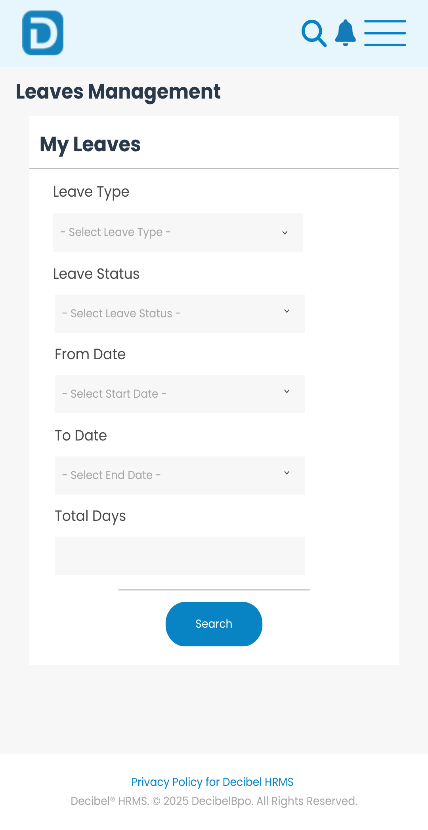 D
Leaves Management
My Leaves
Leave Type
- Select Leave Type -
Leave Status
- Select Leave Status -
From Date
- Select Start Date -
To Date
- Select End Date -
Total Days
Search
Privacy Policy for Decibel HRMS
Decibel® HRMS. © 2025 DecibelBpo. All Rights Reserved.